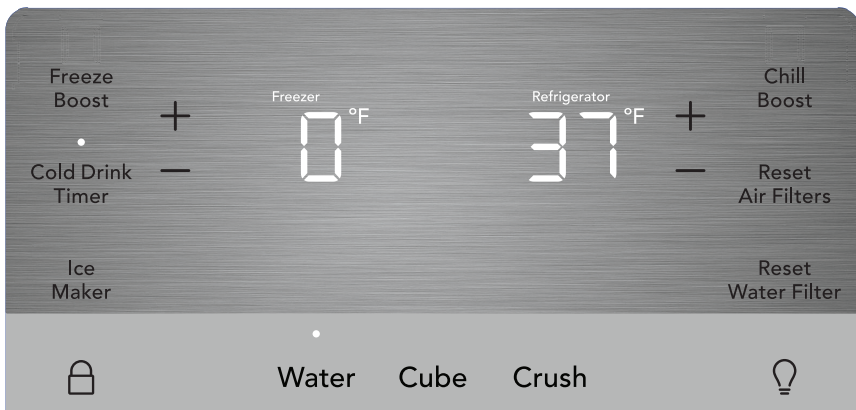 Freeze
Boost
Cold Drink
Timer
Ice
Maker
+
−
Freezer
0 °F
Refrigerator
37 °F
+
−
Chill
Boost
Reset
Air Filters
Reset
Water Filter
Water Cube Crush